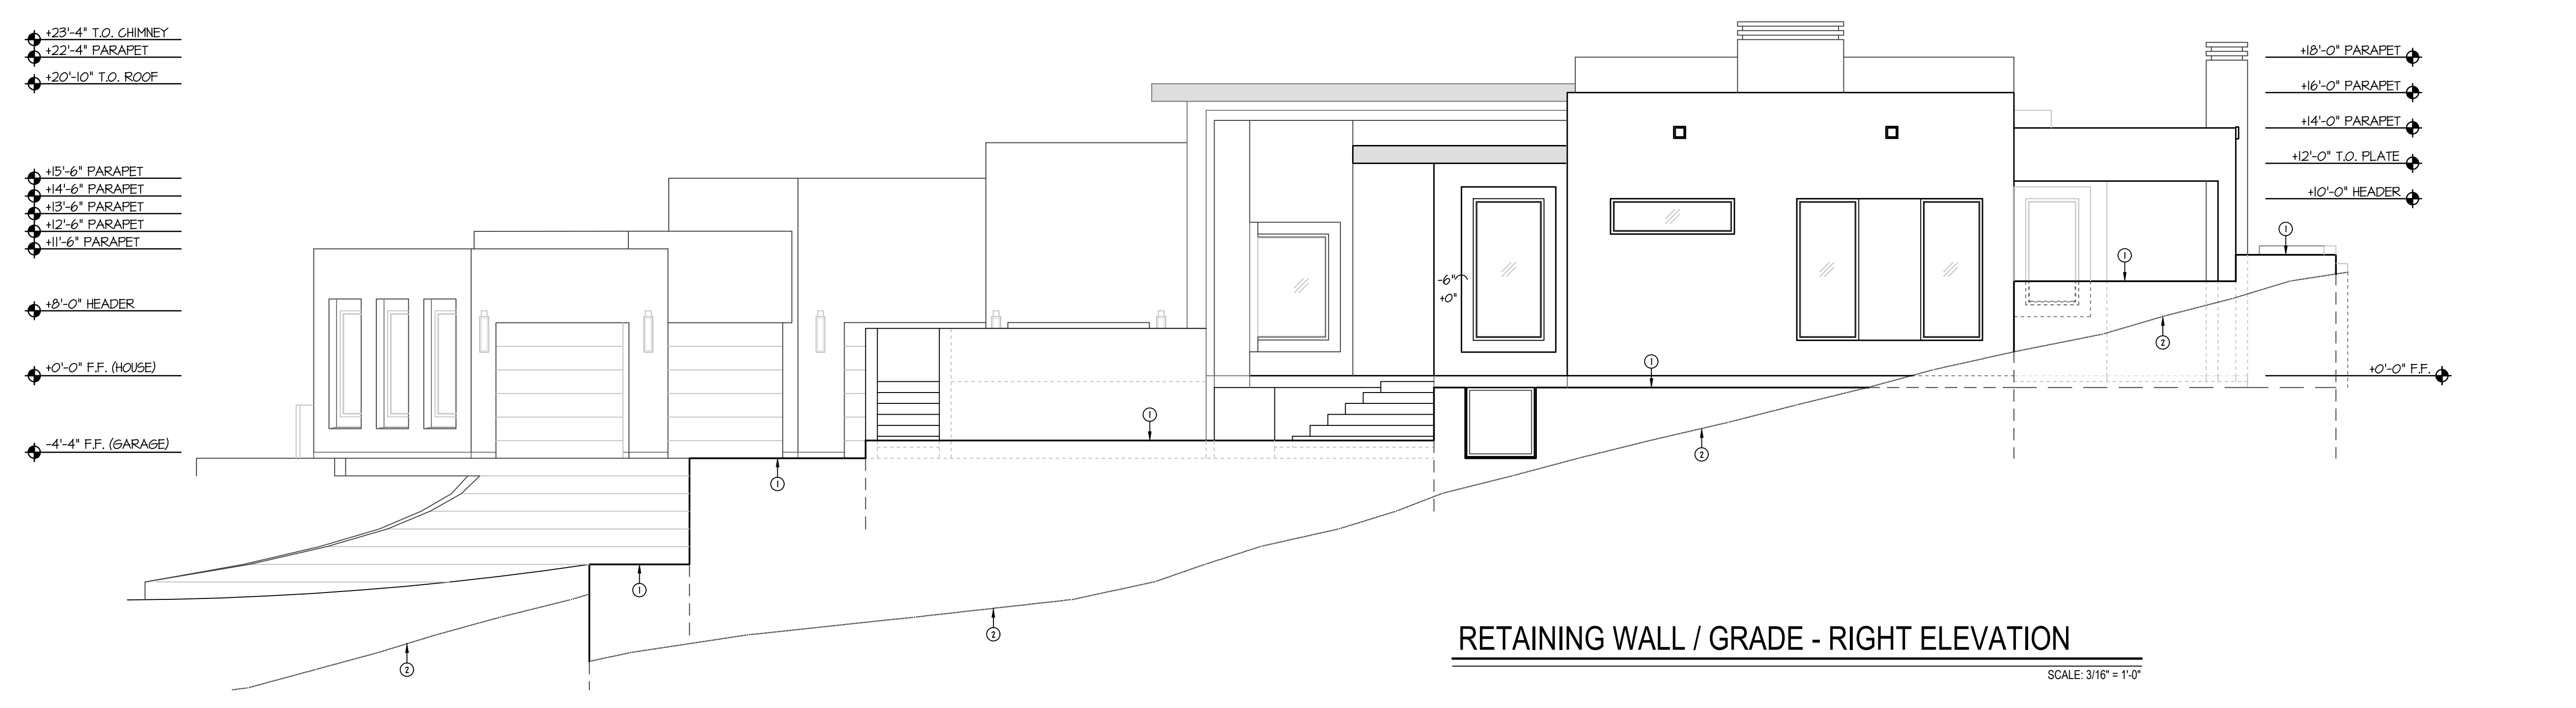 +23'-4" T.O. CHIMNEY
+22'-4" PARAPET
+20'-10" T.O. ROOF
+15'-6" PARAPET
+14'-6" PARAPET
+13'-6" PARAPET
+12'-6" PARAPET
+11'-6" PARAPET
+8'-0" HEADER
+0'-0" F.F. (HOUSE)
-4'-4" F.F. (GARAGE)
+18'-0" PARAPET
+16'-0" PARAPET
+14'-0" PARAPET
+12'-0" T.O. PLATE
+10'-0" HEADER
+0'-0" F.F.
-6"
+0"
1
1
1
1
1
1
2
2
2
2
RETAINING WALL / GRADE - RIGHT ELEVATION
SCALE: 3/16" = 1'-0"